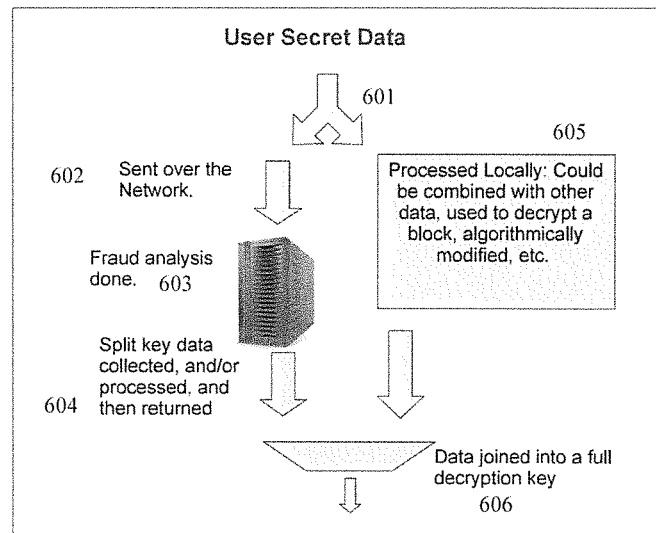 User Secret Data
601
605
602
Sent over the
Network.
Processed Locally: Could
be combined with other
data, used to decrypt a
block, algorithmically
modified, etc.
Fraud analysis
done.
603
Split key data
collected, and/or
processed, and
then returned
604
Data joined into a full
decryption key
606